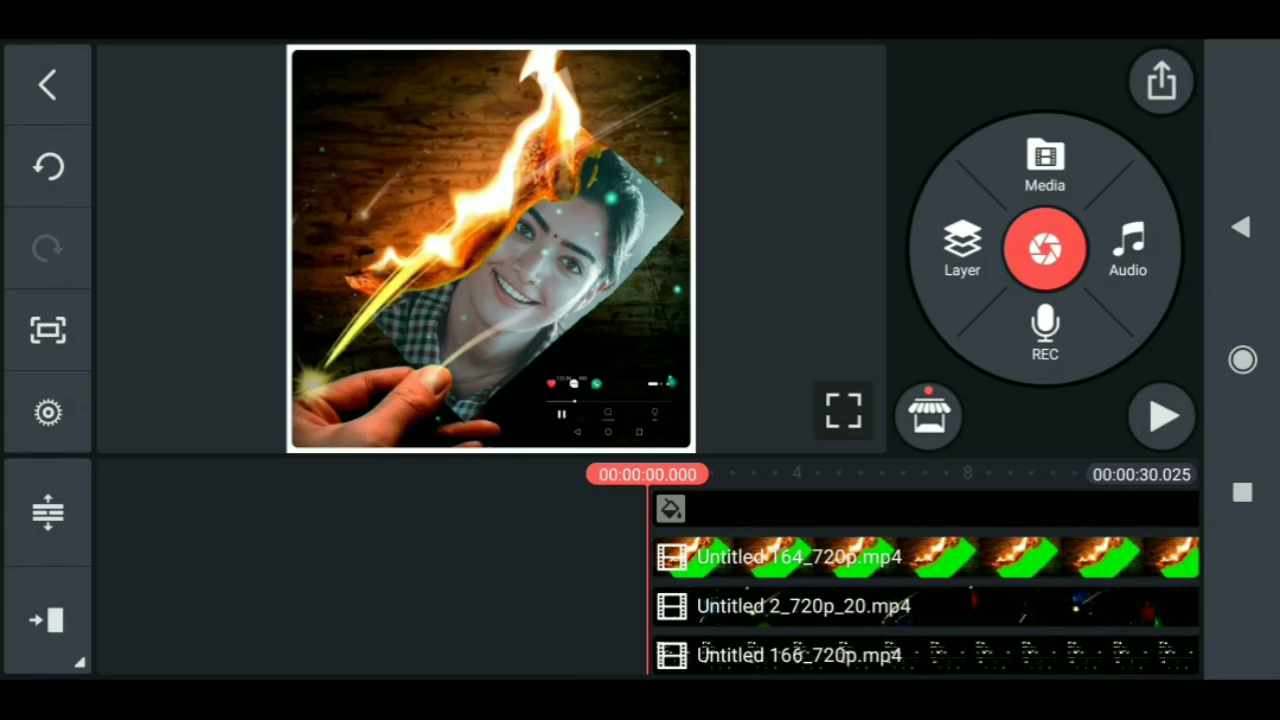 Media
Layer
Audio
REC
00:00:00.000
4
8
00:00:30.025
Untitled 164_720p.mp4
Untitled 2_720p_20.mp4
Untitled 166_720p.mp4